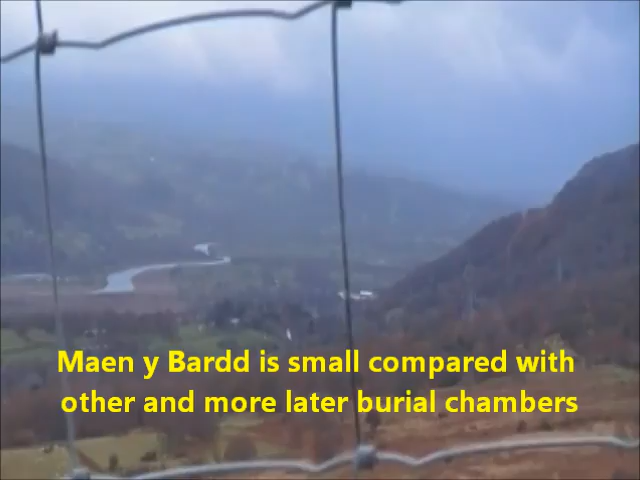 Maen y Bardd is small compared with
other and more later burial chambers